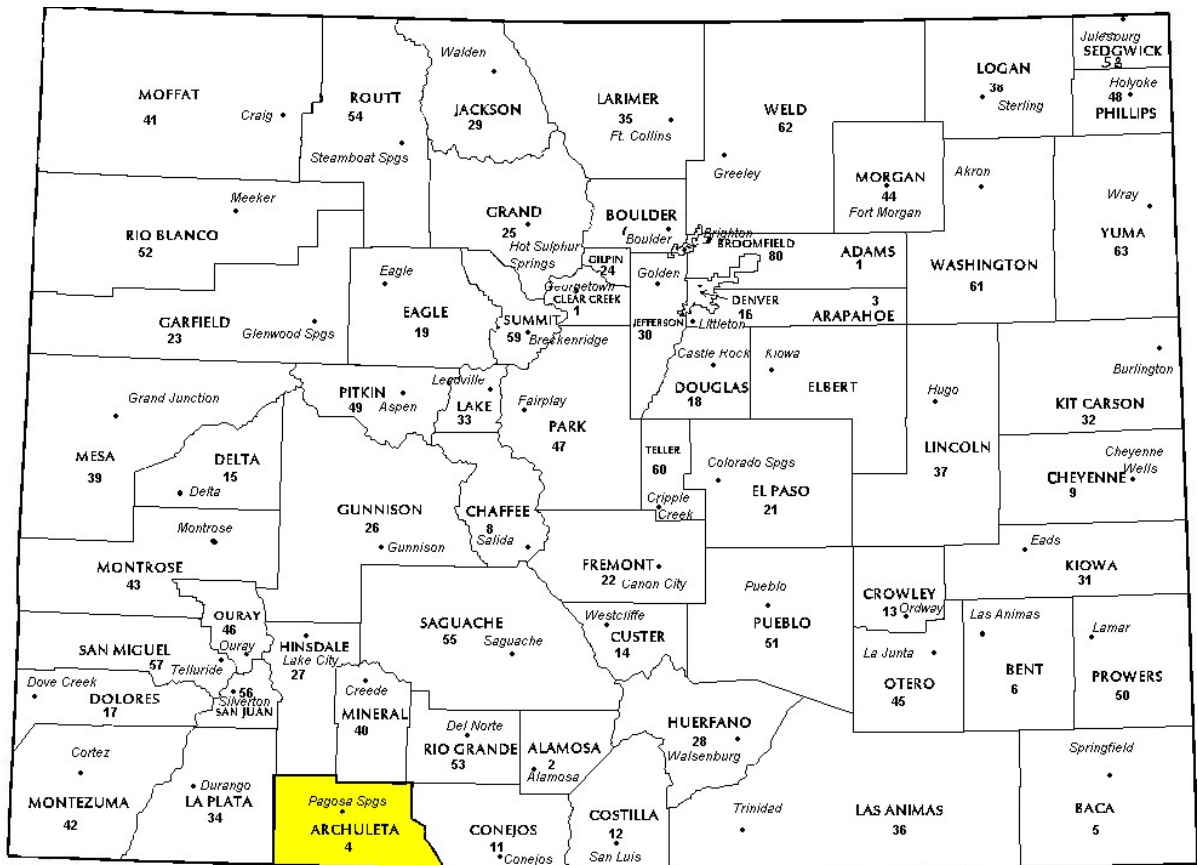 Walden
Julesburg
SEDGWICK
58
LOGAN
38
Sterling
Holyoke
48
PHILLIPS
MOFFAT
41
Craig
ROUTT
54
Steamboat Spgs
JACKSON
29
LARIMER
35
Ft. Collins
WELD
62
Greeley
MORGAN
44
Fort Morgan
Akron
Wray
YUMA
63
Meeker
RIO BLANCO
52
GRAND
25
Hot Sulphur
Springs
BOULDER
Boulder
Brighton
BROOMFIELD
80
ADAMS
1
WASHINGTON
61
GILPIN
24
Golden
Georgetown
CLEAR CREEK
1
DENVER
16
3
ARAPAHOE
Littleton
JEFFERSON
30
Eagle
EAGLE
19
SUMMIT
59
Breckenridge
GARFIELD
23
Glenwood Spgs
Castle Rock
DOUGLAS
18
Kiowa
ELBERT
Hugo
LINCOLN
37
Burlington
KIT CARSON
32
PITKIN
49
Aspen
Leadville
LAKE
33
Fairplay
PARK
47
Grand Junction
MESA
39
DELTA
15
Delta
TELLER
60
Cripple
Creek
Colorado Spgs
EL PASO
21
Cheyenne
Wells
CHEYENNE
9
GUNNISON
26
Gunnison
CHAFFEE
8
Salida
Montrose
MONTROSE
43
FREMONT
22
Canon City
Eads
KIOWA
31
CROWLEY
13
Ordway
Pueblo
PUEBLO
51
OURAY
46
Ouray
HINSDALE
Lake City
27
SAGUACHE
55
Saguache
Westcliffe
CUSTER
14
Las Animas
BENT
6
Lamar
PROWERS
50
La Junta
OTERO
45
SAN MIGUEL
57
Telluride
Dove Creek
DOLORES
17
56
Silverton
SAN JUAN
Creede
MINERAL
40
Del Norte
RIO GRANDE
53
ALAMOSA
2
Alamosa
HUERFANO
28
Walsenburg
Springfield
BACA
5
Cortez
MONTEZUMA
42
Durango
LA PLATA
34
Pagosa Spgs
ARCHULETA
4
CONEJOS
11
Conejos
COSTILLA
12
San Luis
Trinidad
LAS ANIMAS
36